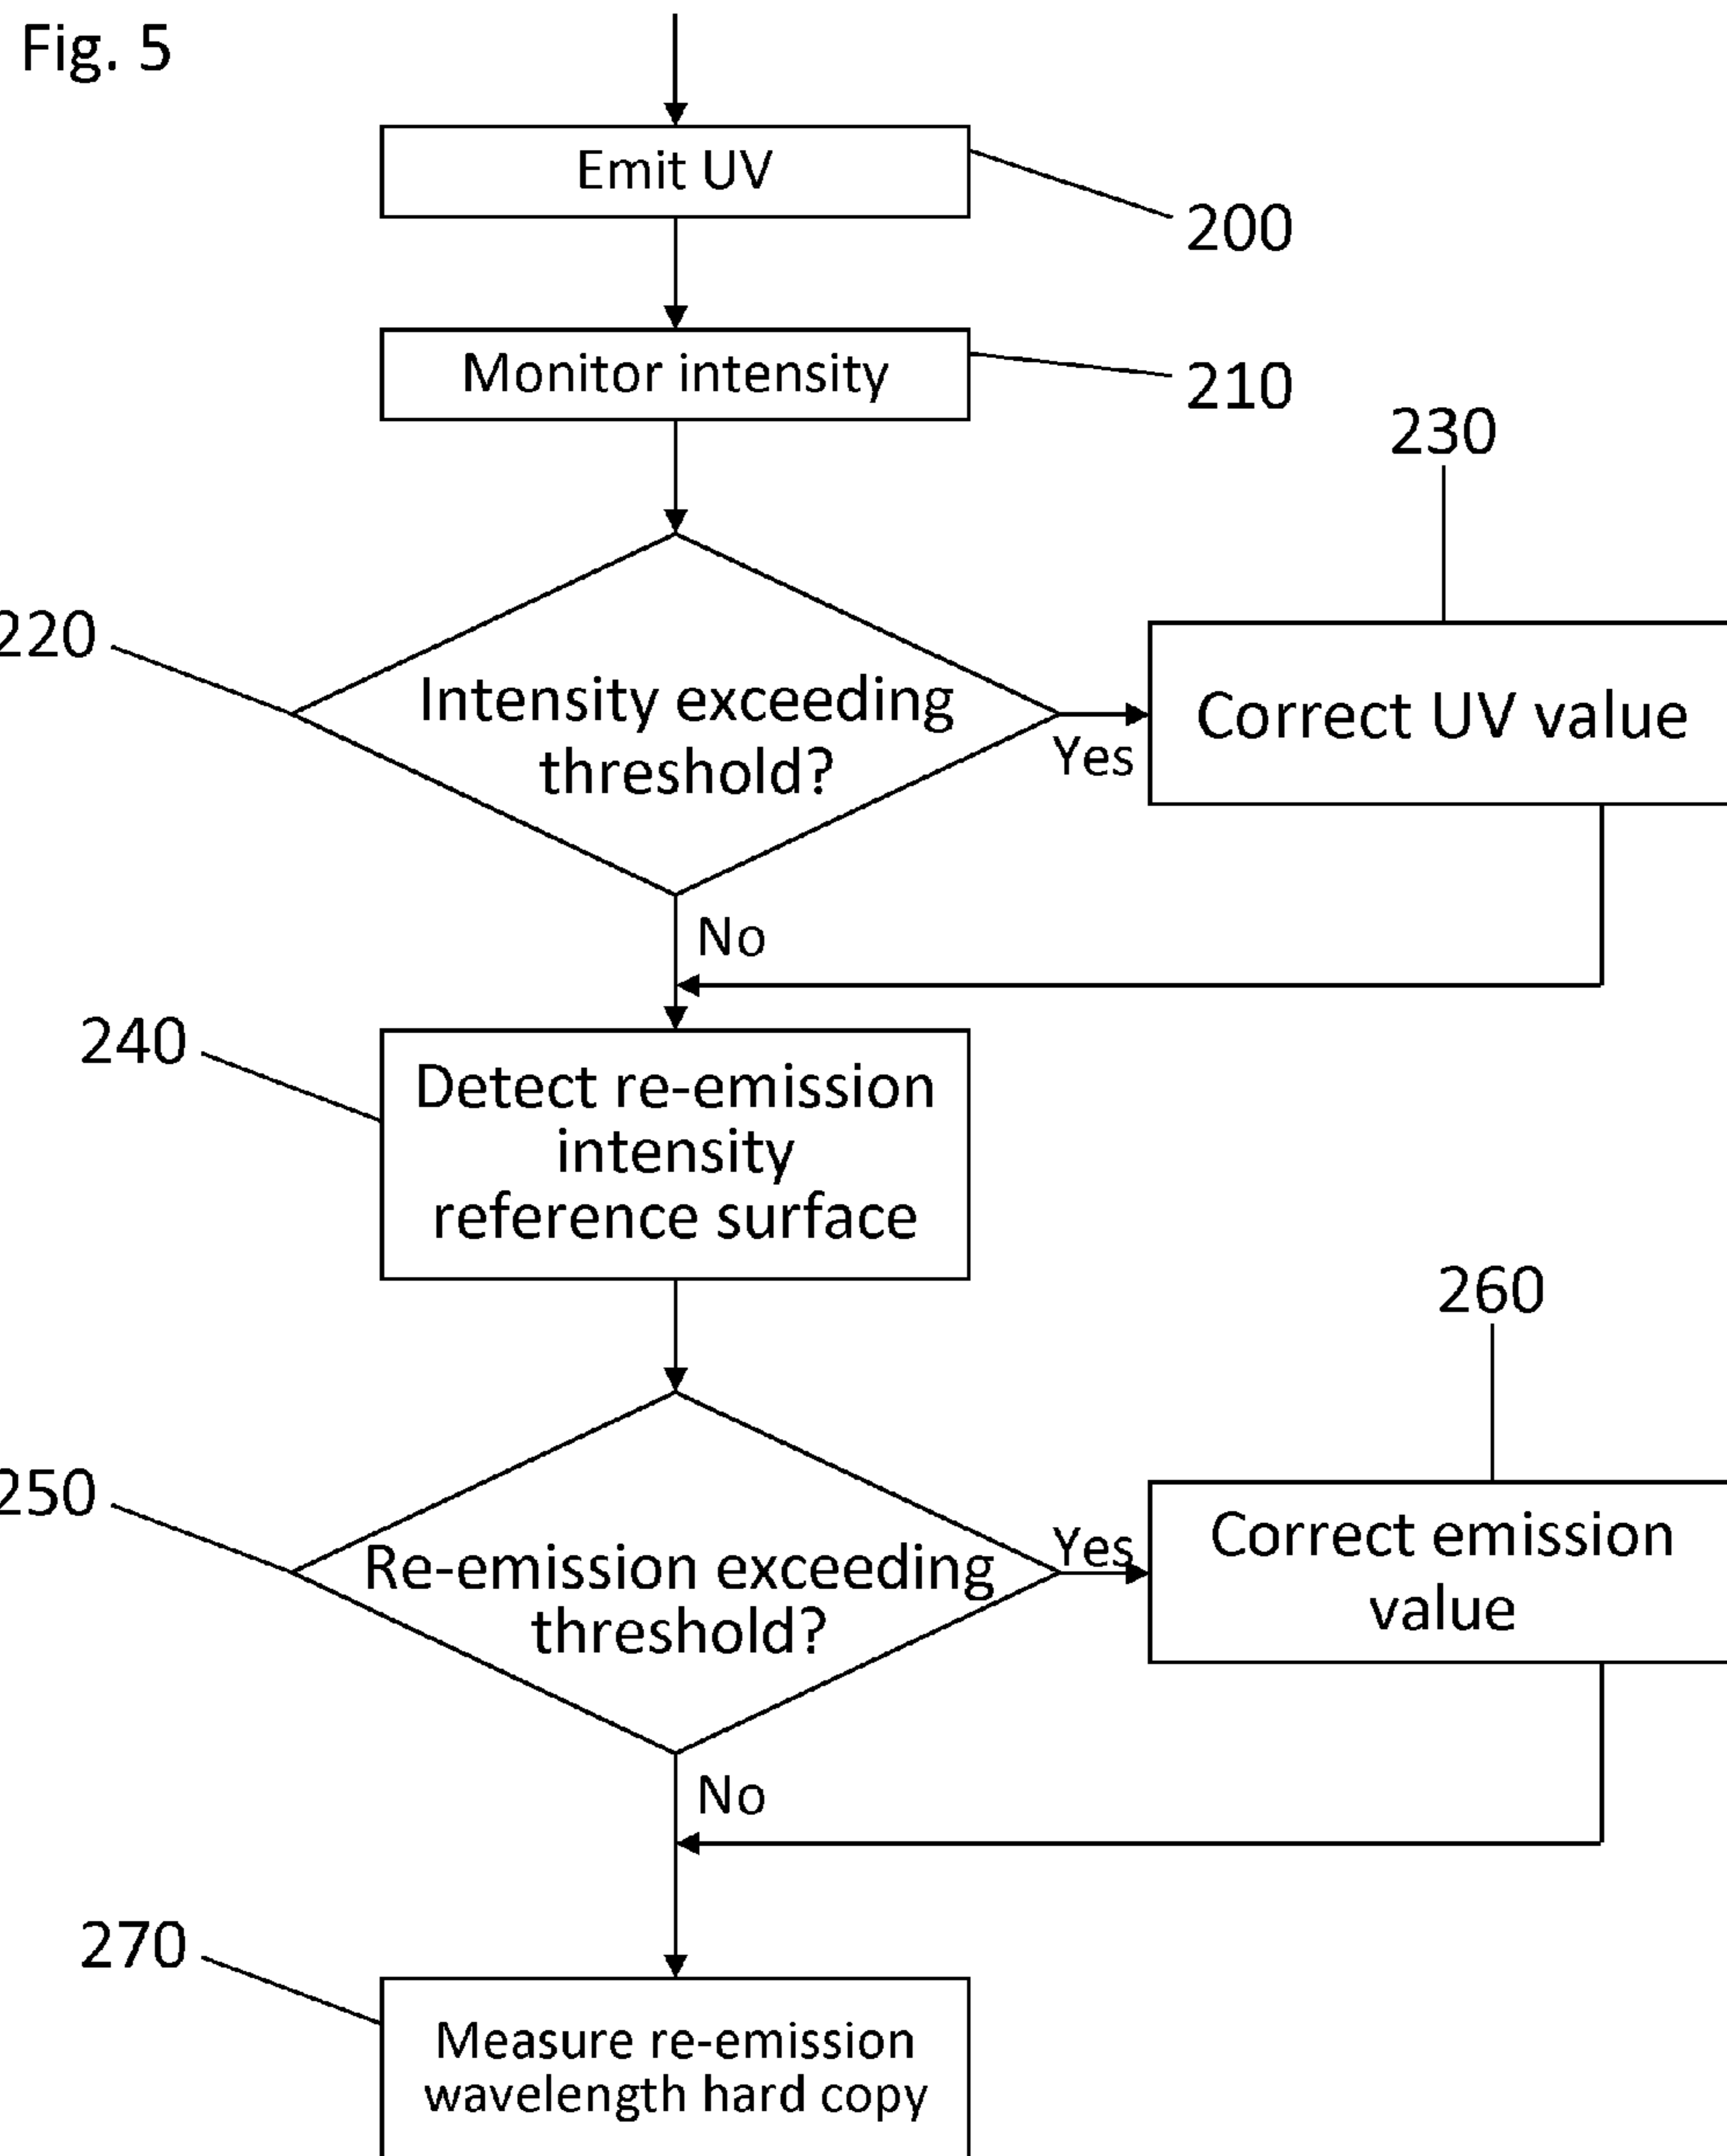 Fig. 5
Emit UV
200
Monitor intensity
210
230
220
Intensity exceeding
threshold?
Yes
Correct UV value
No
240
Detect re-emission
intensity
reference surface
260
250
Re-emission exceeding
threshold?
Yes
Correct emission
value
No
270
Measure re-emission
wavelength hard copy